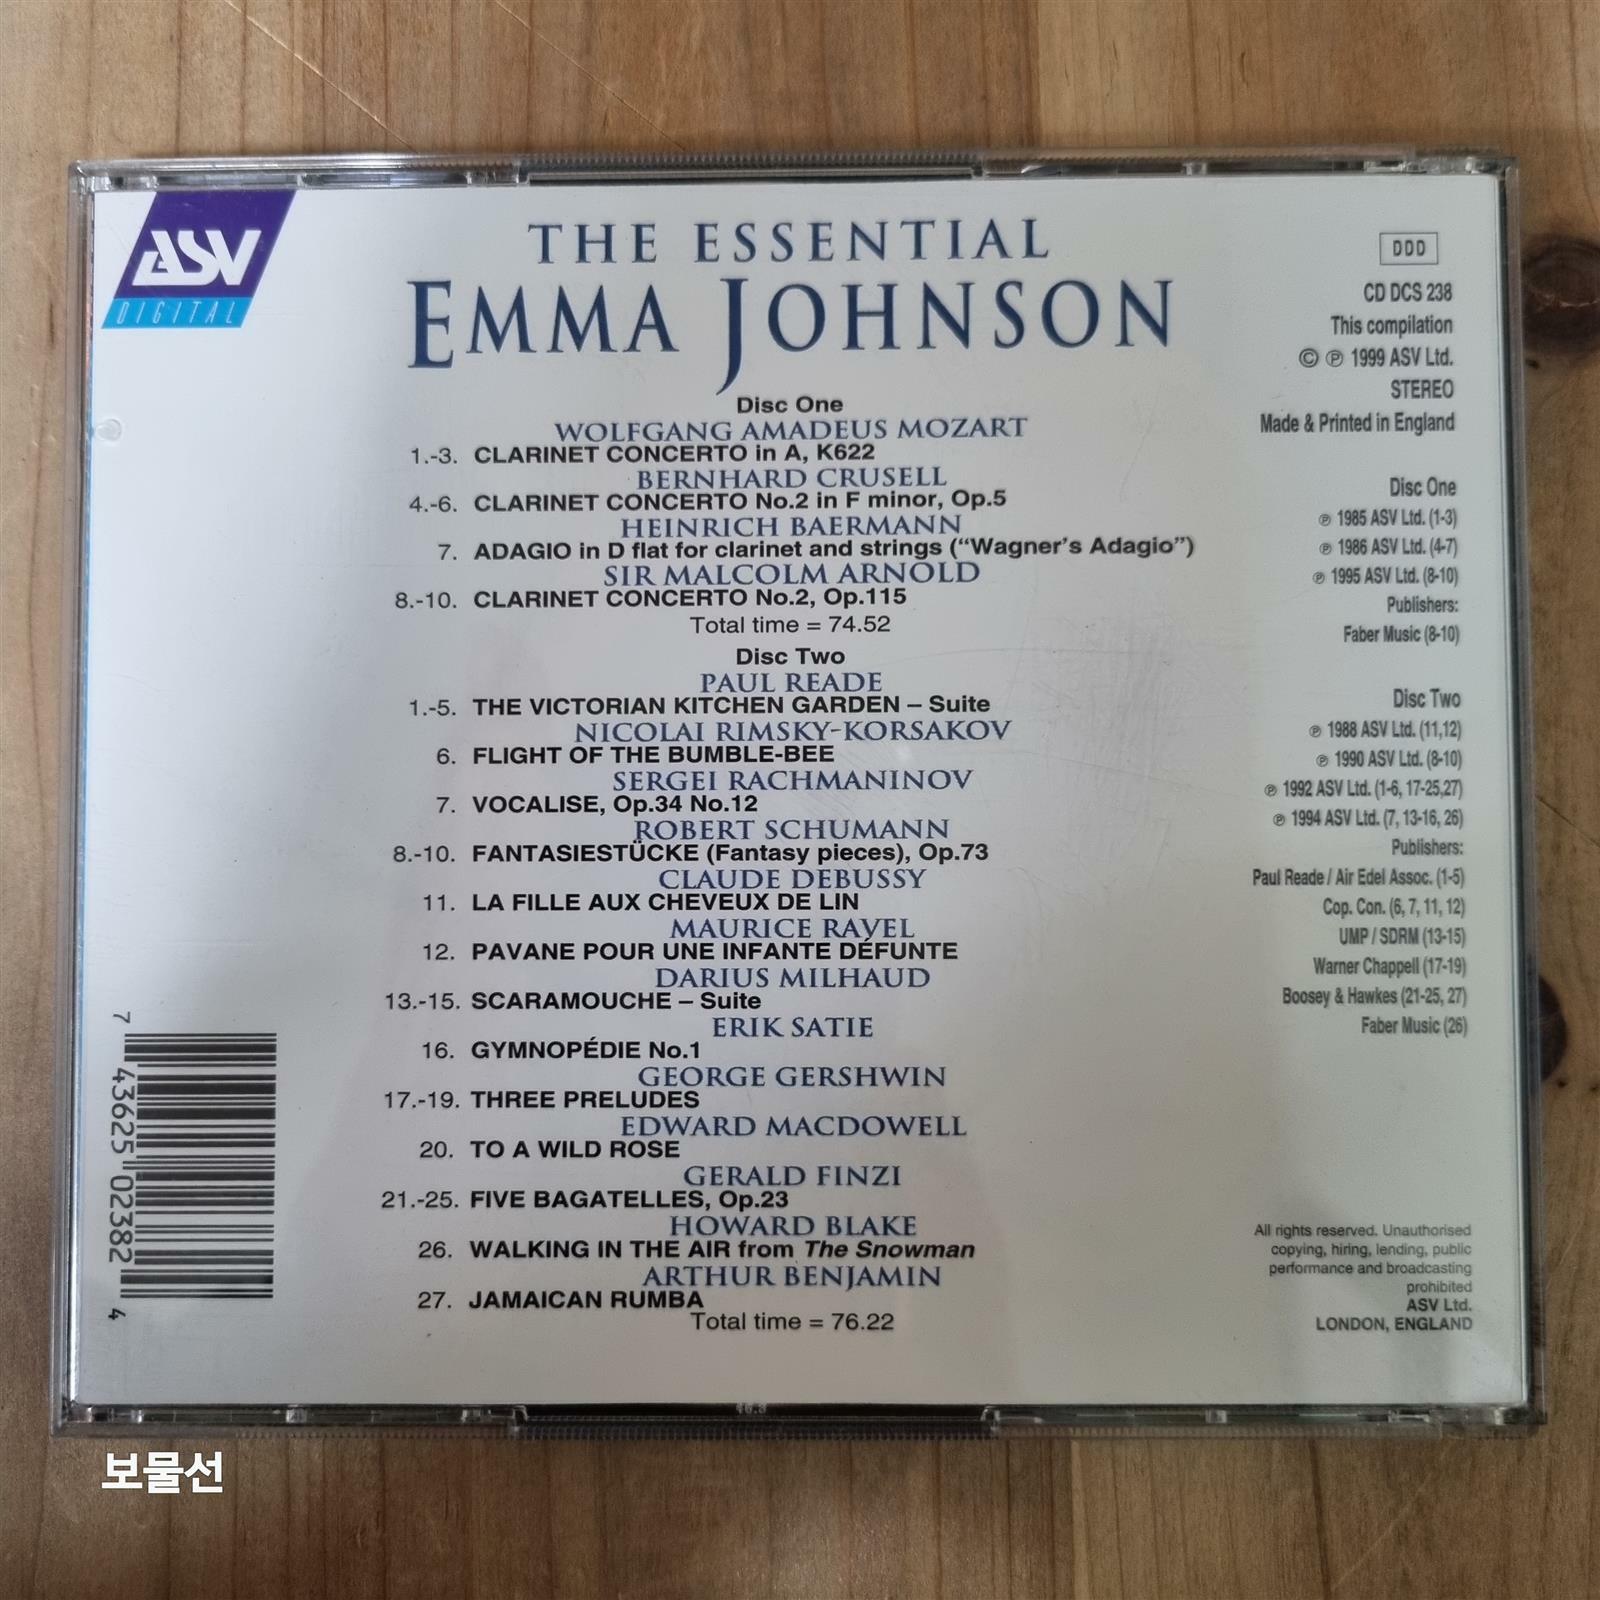 ASV
DIGITAL
THE ESSENTIAL
EMMA JOHNSON
Disc One
WOLFGANG AMADEUS MOZART
1.-3. CLARINET CONCERTO in A, K622
BERNHARD CRUSELL
4.-6. CLARINET CONCERTO No.2 in F minor, Op.5
HEINRICH BAERMANN
7. ADAGIO in D flat for clarinet and strings (“Wagner’s Adagio”)
SIR MALCOLM ARNOLD
8.-10. CLARINET CONCERTO No.2, Op.115
Total time = 74.52
Disc Two
PAUL READE
1.-5. THE VICTORIAN KITCHEN GARDEN – Suite
NICOLAI RIMSKY-KORSAKOV
6. FLIGHT OF THE BUMBLE-BEE
SERGEI RACHMANINOV
7. VOCALISE, Op.34 No.12
ROBERT SCHUMANN
8.-10. FANTASIESTÜCKE (Fantasy pieces), Op.73
CLAUDE DEBUSSY
11. LA FILLE AUX CHEVEUX DE LIN
MAURICE RAVEL
12. PAVANE POUR UNE INFANTE DÉFUNTE
DARIUS MILHAUD
13.-15. SCARAMOUCHE – Suite
ERIK SATIE
16. GYMNOPÉDIE No.1
GEORGE GERSHWIN
17.-19. THREE PRELUDES
EDWARD MACDOWELL
20. TO A WILD ROSE
GERALD FINZI
21.-25. FIVE BAGATELLES, Op.23
HOWARD BLAKE
26. WALKING IN THE AIR from The Snowman
ARTHUR BENJAMIN
27. JAMAICAN RUMBA
Total time = 76.22
DDD
CD DCS 238
This compilation
© ℗ 1999 ASV Ltd.
STEREO
Made & Printed in England
Disc One
℗ 1985 ASV Ltd. (1-3)
℗ 1986 ASV Ltd. (4-7)
℗ 1995 ASV Ltd. (8-10)
Publishers:
Faber Music (8-10)
Disc Two
℗ 1988 ASV Ltd. (11,12)
℗ 1990 ASV Ltd. (8-10)
℗ 1992 ASV Ltd. (1-6, 17-25,27)
℗ 1994 ASV Ltd. (7, 13-16, 26)
Publishers:
Paul Reade / Air Edel Assoc. (1-5)
Cop. Con. (6, 7, 11, 12)
UMP / SDRM (13-15)
Warner Chappell (17-19)
Boosey & Hawkes (21-25, 27)
Faber Music (26)
All rights reserved. Unauthorised
copying, hiring, lending, public
performance and broadcasting
prohibited
ASV Ltd.
LONDON, ENGLAND
7 43625 02382 4
보물선